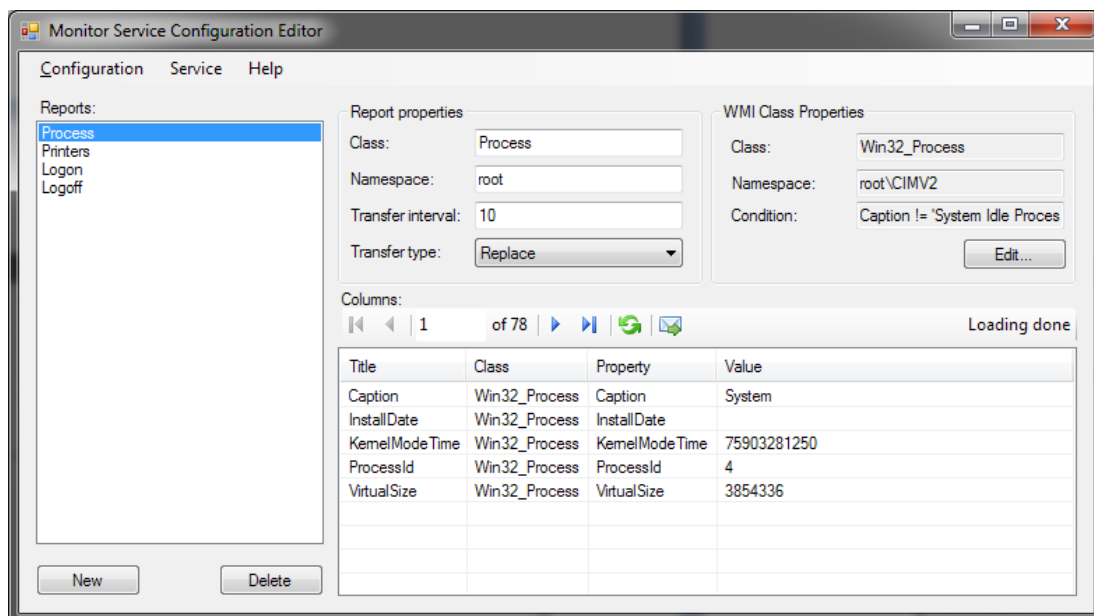 Monitor Service Configuration Editor
Configuration Service Help
Reports:
Process
Printers
Logon
Logoff
New Delete
Report properties
Class: Process
Namespace: root
Transfer interval: 10
Transfer type: Replace
WMI Class Properties
Class: Win32_Process
Namespace: root\CIMV2
Condition: Caption != 'System Idle Proces
Edit...
Columns:
1 of 78 Loading done
Title Class Property Value
Caption Win32_Process Caption System
InstallDate Win32_Process InstallDate
KernelModeTime Win32_Process KernelModeTime 75903281250
ProcessId Win32_Process ProcessId 4
VirtualSize Win32_Process VirtualSize 3854336